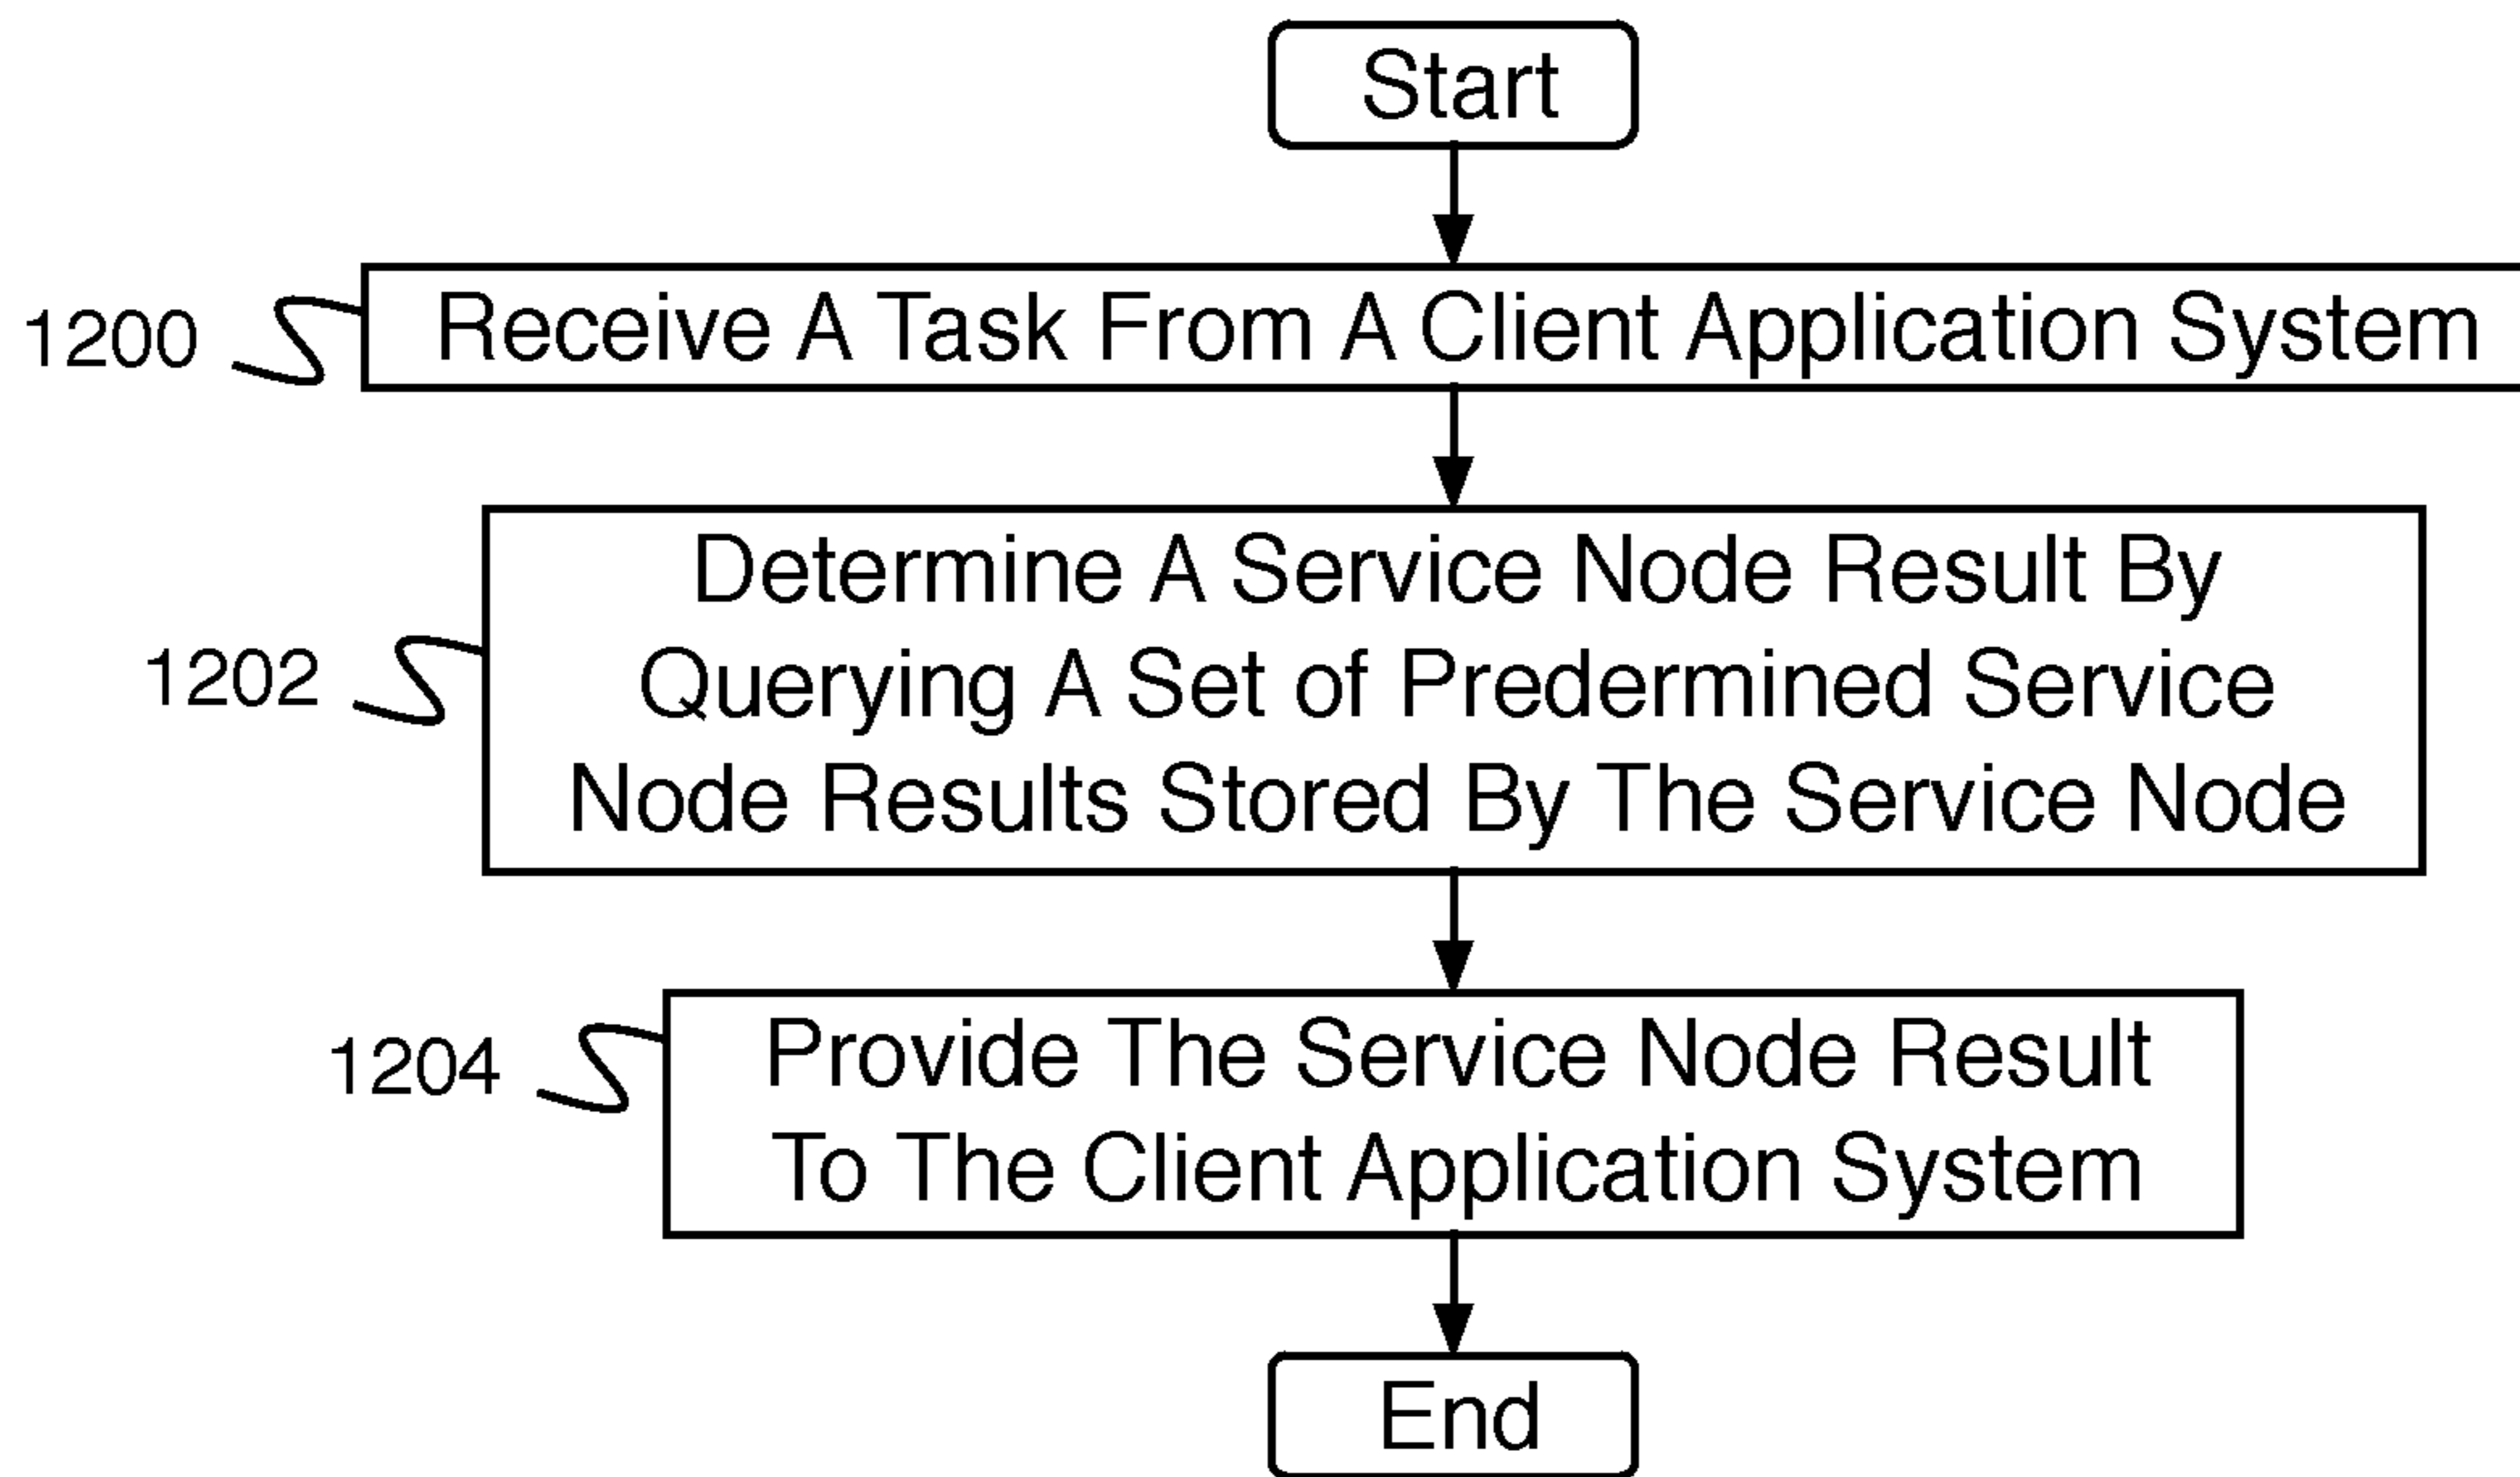 Start
1200
Receive A Task From A Client Application System
1202
Determine A Service Node Result By
Querying A Set of Predermined Service
Node Results Stored By The Service Node
1204
Provide The Service Node Result
To The Client Application System
End